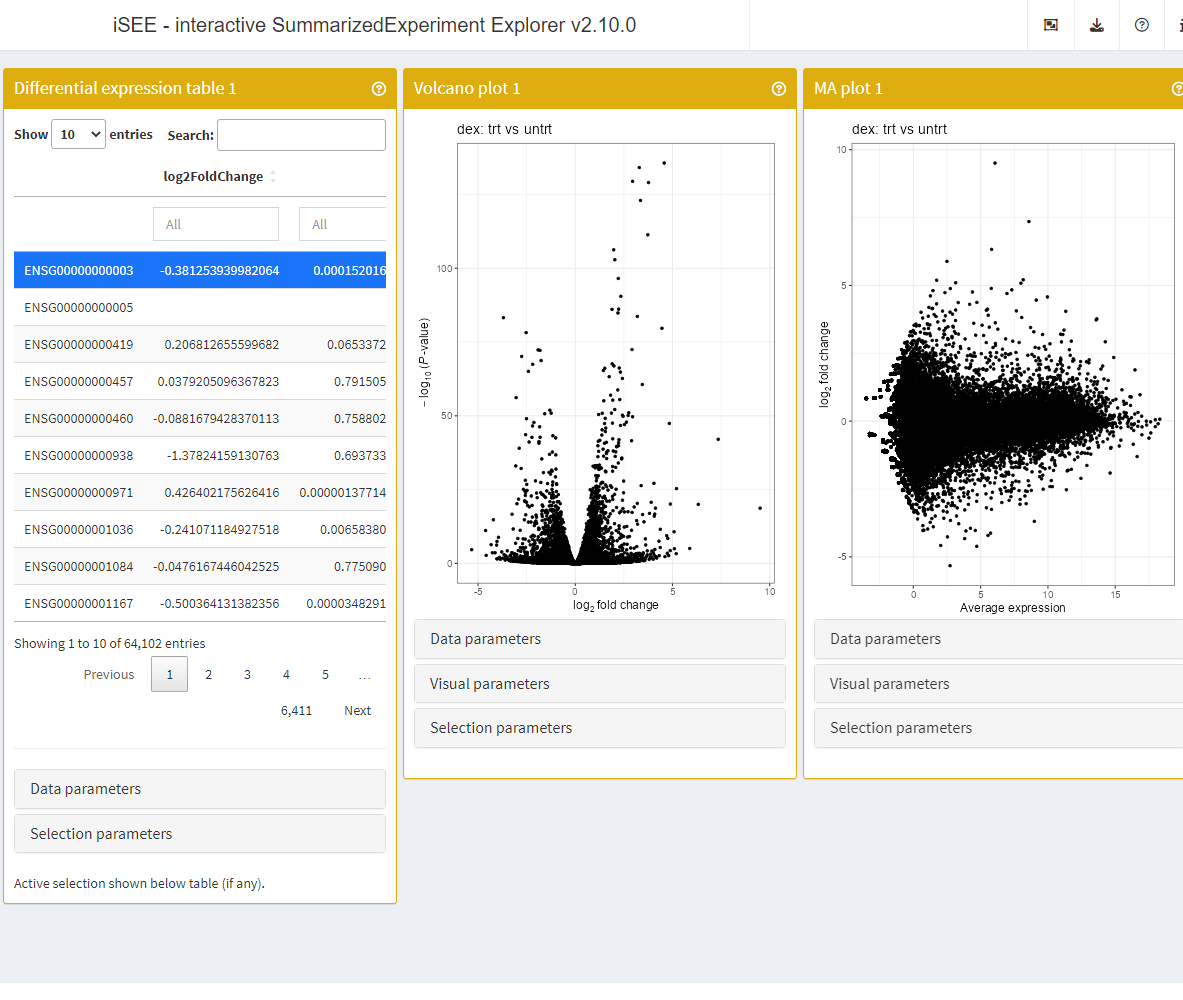 iSEE - interactive SummarizedExperiment Explorer v2.10.0
Differential expression table 1
Show 10 entries Search:
log2FoldChange
All All
ENSG00000000003 -0.381253939982064 0.000152016
ENSG00000000005
ENSG00000000419 0.206812655599682 0.0653372
ENSG00000000457 0.0379205096367823 0.791505
ENSG00000000460 -0.0881679428370113 0.758802
ENSG00000000938 -1.37824159130763 0.693733
ENSG00000000971 0.426402175626416 0.00000137714
ENSG00000001036 -0.241071184927518 0.00658380
ENSG00000001084 -0.0476167446042525 0.775090
ENSG00000001167 -0.500364131382356 0.0000348291
Showing 1 to 10 of 64,102 entries
Previous 1 2 3 4 5 …
6,411 Next
Data parameters
Selection parameters
Active selection shown below table (if any).
Volcano plot 1
dex: trt vs untrt
− log10 (P-value)
100
50
0
-5 0 5 10
log2 fold change
Data parameters
Visual parameters
Selection parameters
MA plot 1
dex: trt vs untrt
log2 fold change
10
5
0
-5
0 5 10 15
Average expression
Data parameters
Visual parameters
Selection parameters